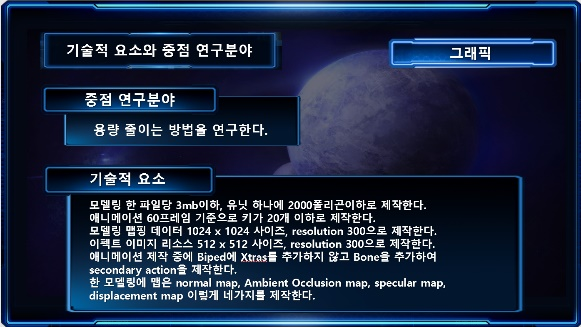 기술적 요소와 중점 연구분야
그래픽
중점 연구분야
용량 줄이는 방법을 연구한다.
기술적 요소
모델링 한 파일당 3mb이하, 유닛 하나에 2000폴리곤이하로 제작한다.
애니메이션 60프레임 기준으로 키가 20개 이하로 제작한다.
모델링 맵핑 데이터 1024 x 1024 사이즈, resolution 300으로 제작한다.
이펙트 이미지 리소스 512 x 512 사이즈, resolution 300으로 제작한다.
애니메이션 제작 중에 Biped에 Xtras를 추가하지 않고 Bone을 추가하여
secondary action을 제작한다.
한 모델링에 맵은 normal map, Ambient Occlusion map, specular map,
displacement map 이렇게 네가지를 제작한다.